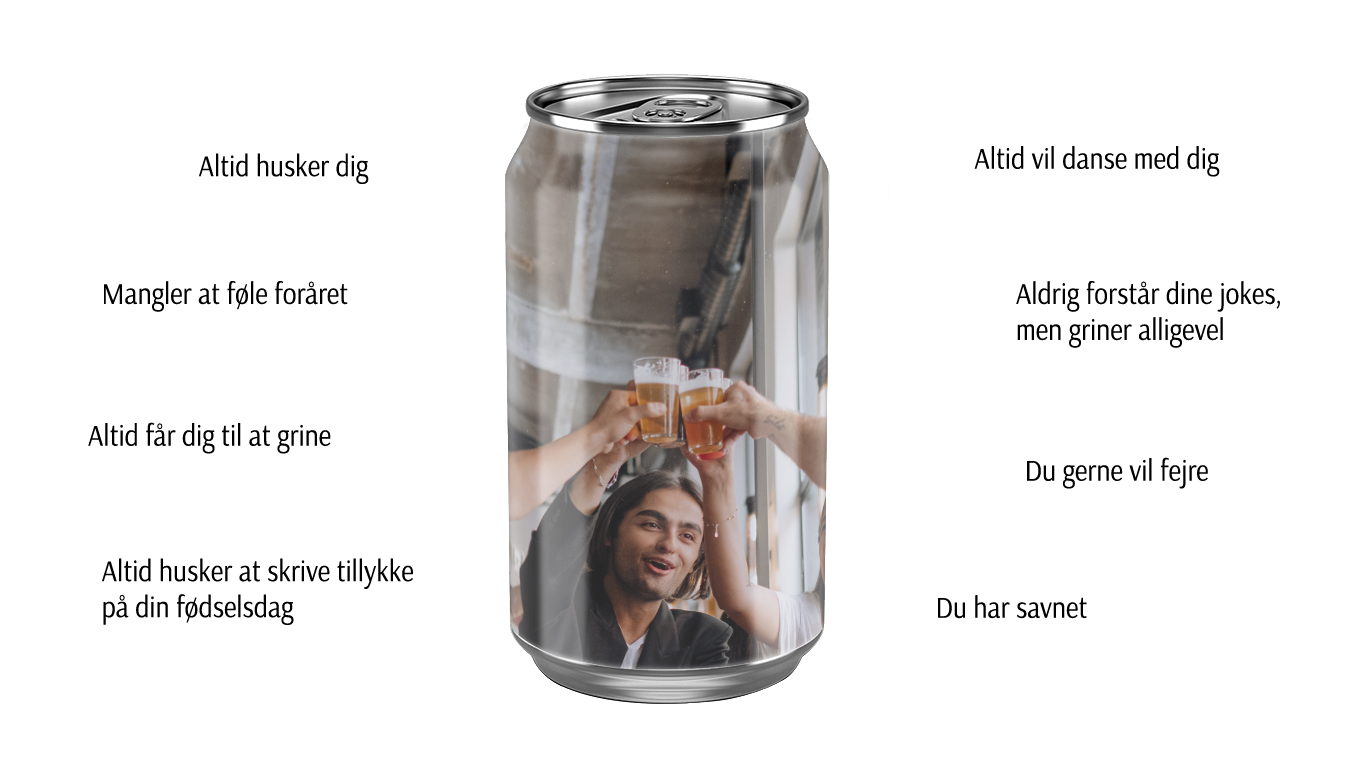 Altid husker dig
Mangler at føle foråret
Altid får dig til at grine
Altid husker at skrive tillykke
på din fødselsdag
Altid vil danse med dig
Aldrig forstår dine jokes,
men griner alligevel
Du gerne vil fejre
Du har savnet